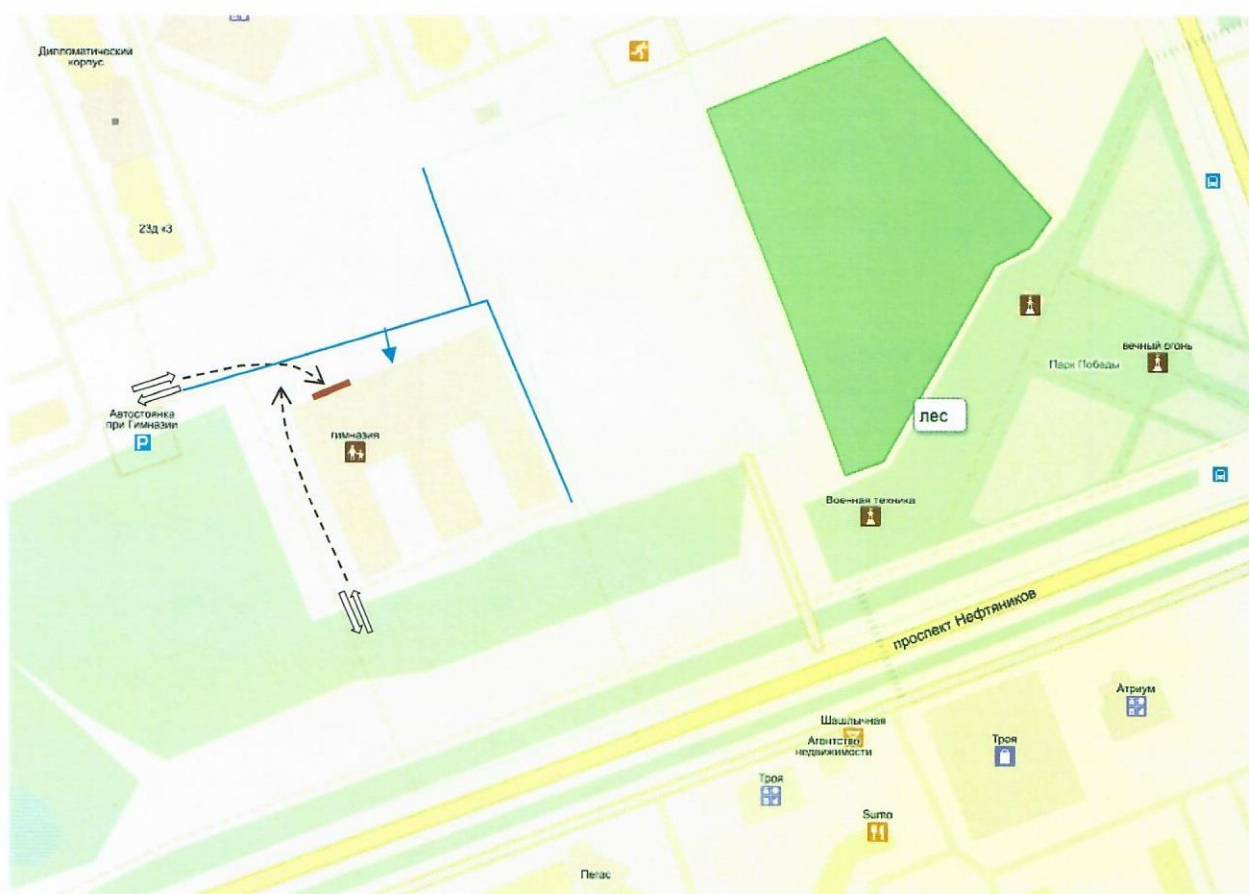 Дипломатический
корпус
23д к3
Автостоянка
при Гимназии
P
гимназия
вечный огонь
Парк Победы
лес
Военная техника
проспект Нефтяников
Атриум
Шашлычная
Агентство
недвижимости
Троя
Троя
Sumo
Пегас